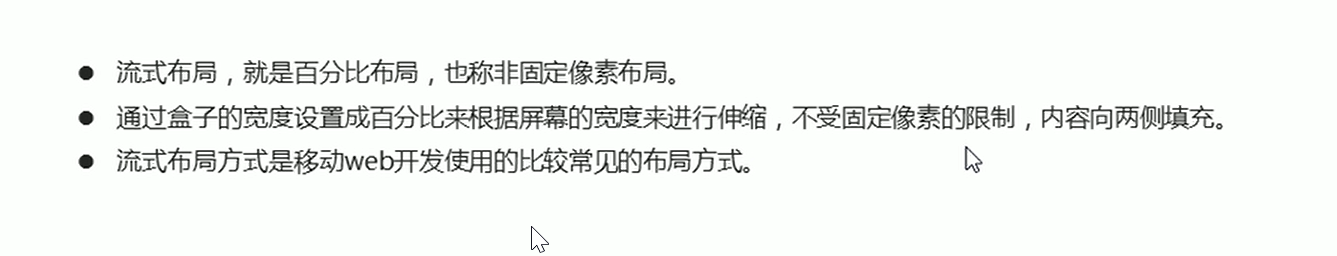 ● 流式布局，就是百分比布局，也称非固定像素布局。
● 通过盒子的宽度设置成百分比来根据屏幕的宽度来进行伸缩，不受固定像素的限制，内容向两侧填充。
● 流式布局方式是移动web开发使用的比较常见的布局方式。